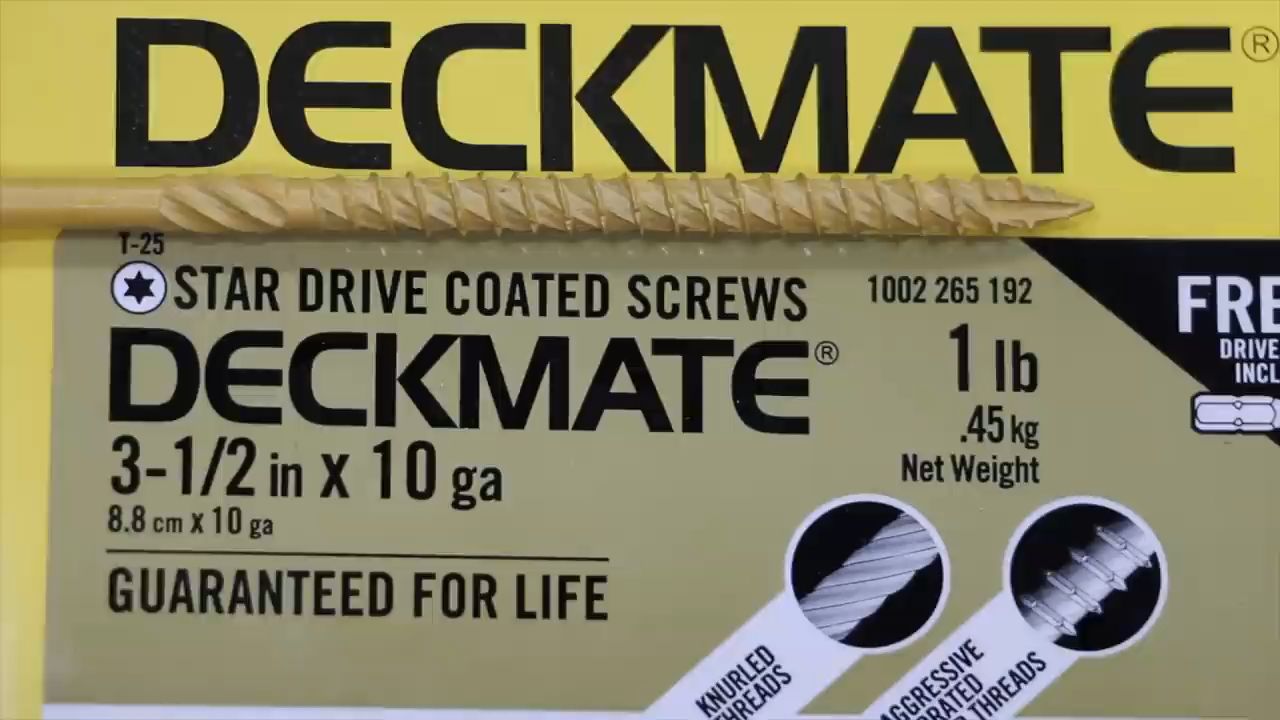 DECKMATE®
T-25
STAR DRIVE COATED SCREWS
1002 265 192
DECKMATE®
1 lb
.45 kg
Net Weight
3-1/2 in x 10 ga
8.8 cm x 10 ga
GUARANTEED FOR LIFE
DRIVE
KNURLED
AGGRESSIVE
THREADS